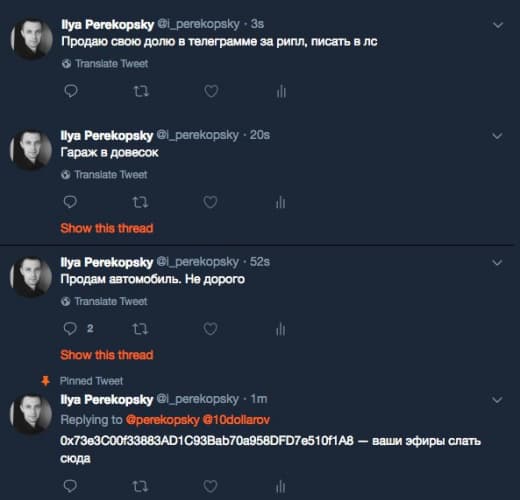 Ilya Perekopsky @i_perekopsky · 3s
Продаю свою долю в телеграмме за рипл, писать в лс
Translate Tweet
Ilya Perekopsky @i_perekopsky · 20s
Гараж в довесок
Translate Tweet
Show this thread
Ilya Perekopsky @i_perekopsky · 52s
Продам автомобиль. Не дорого
Translate Tweet
2
Show this thread
Pinned Tweet
Ilya Perekopsky @i_perekopsky · 1m
Replying to @perekopsky @10dollarov
0x73e3C00f33883AD1C93Bab70a958DFD7e510f1A8 — ваши эфиры слать
сюда